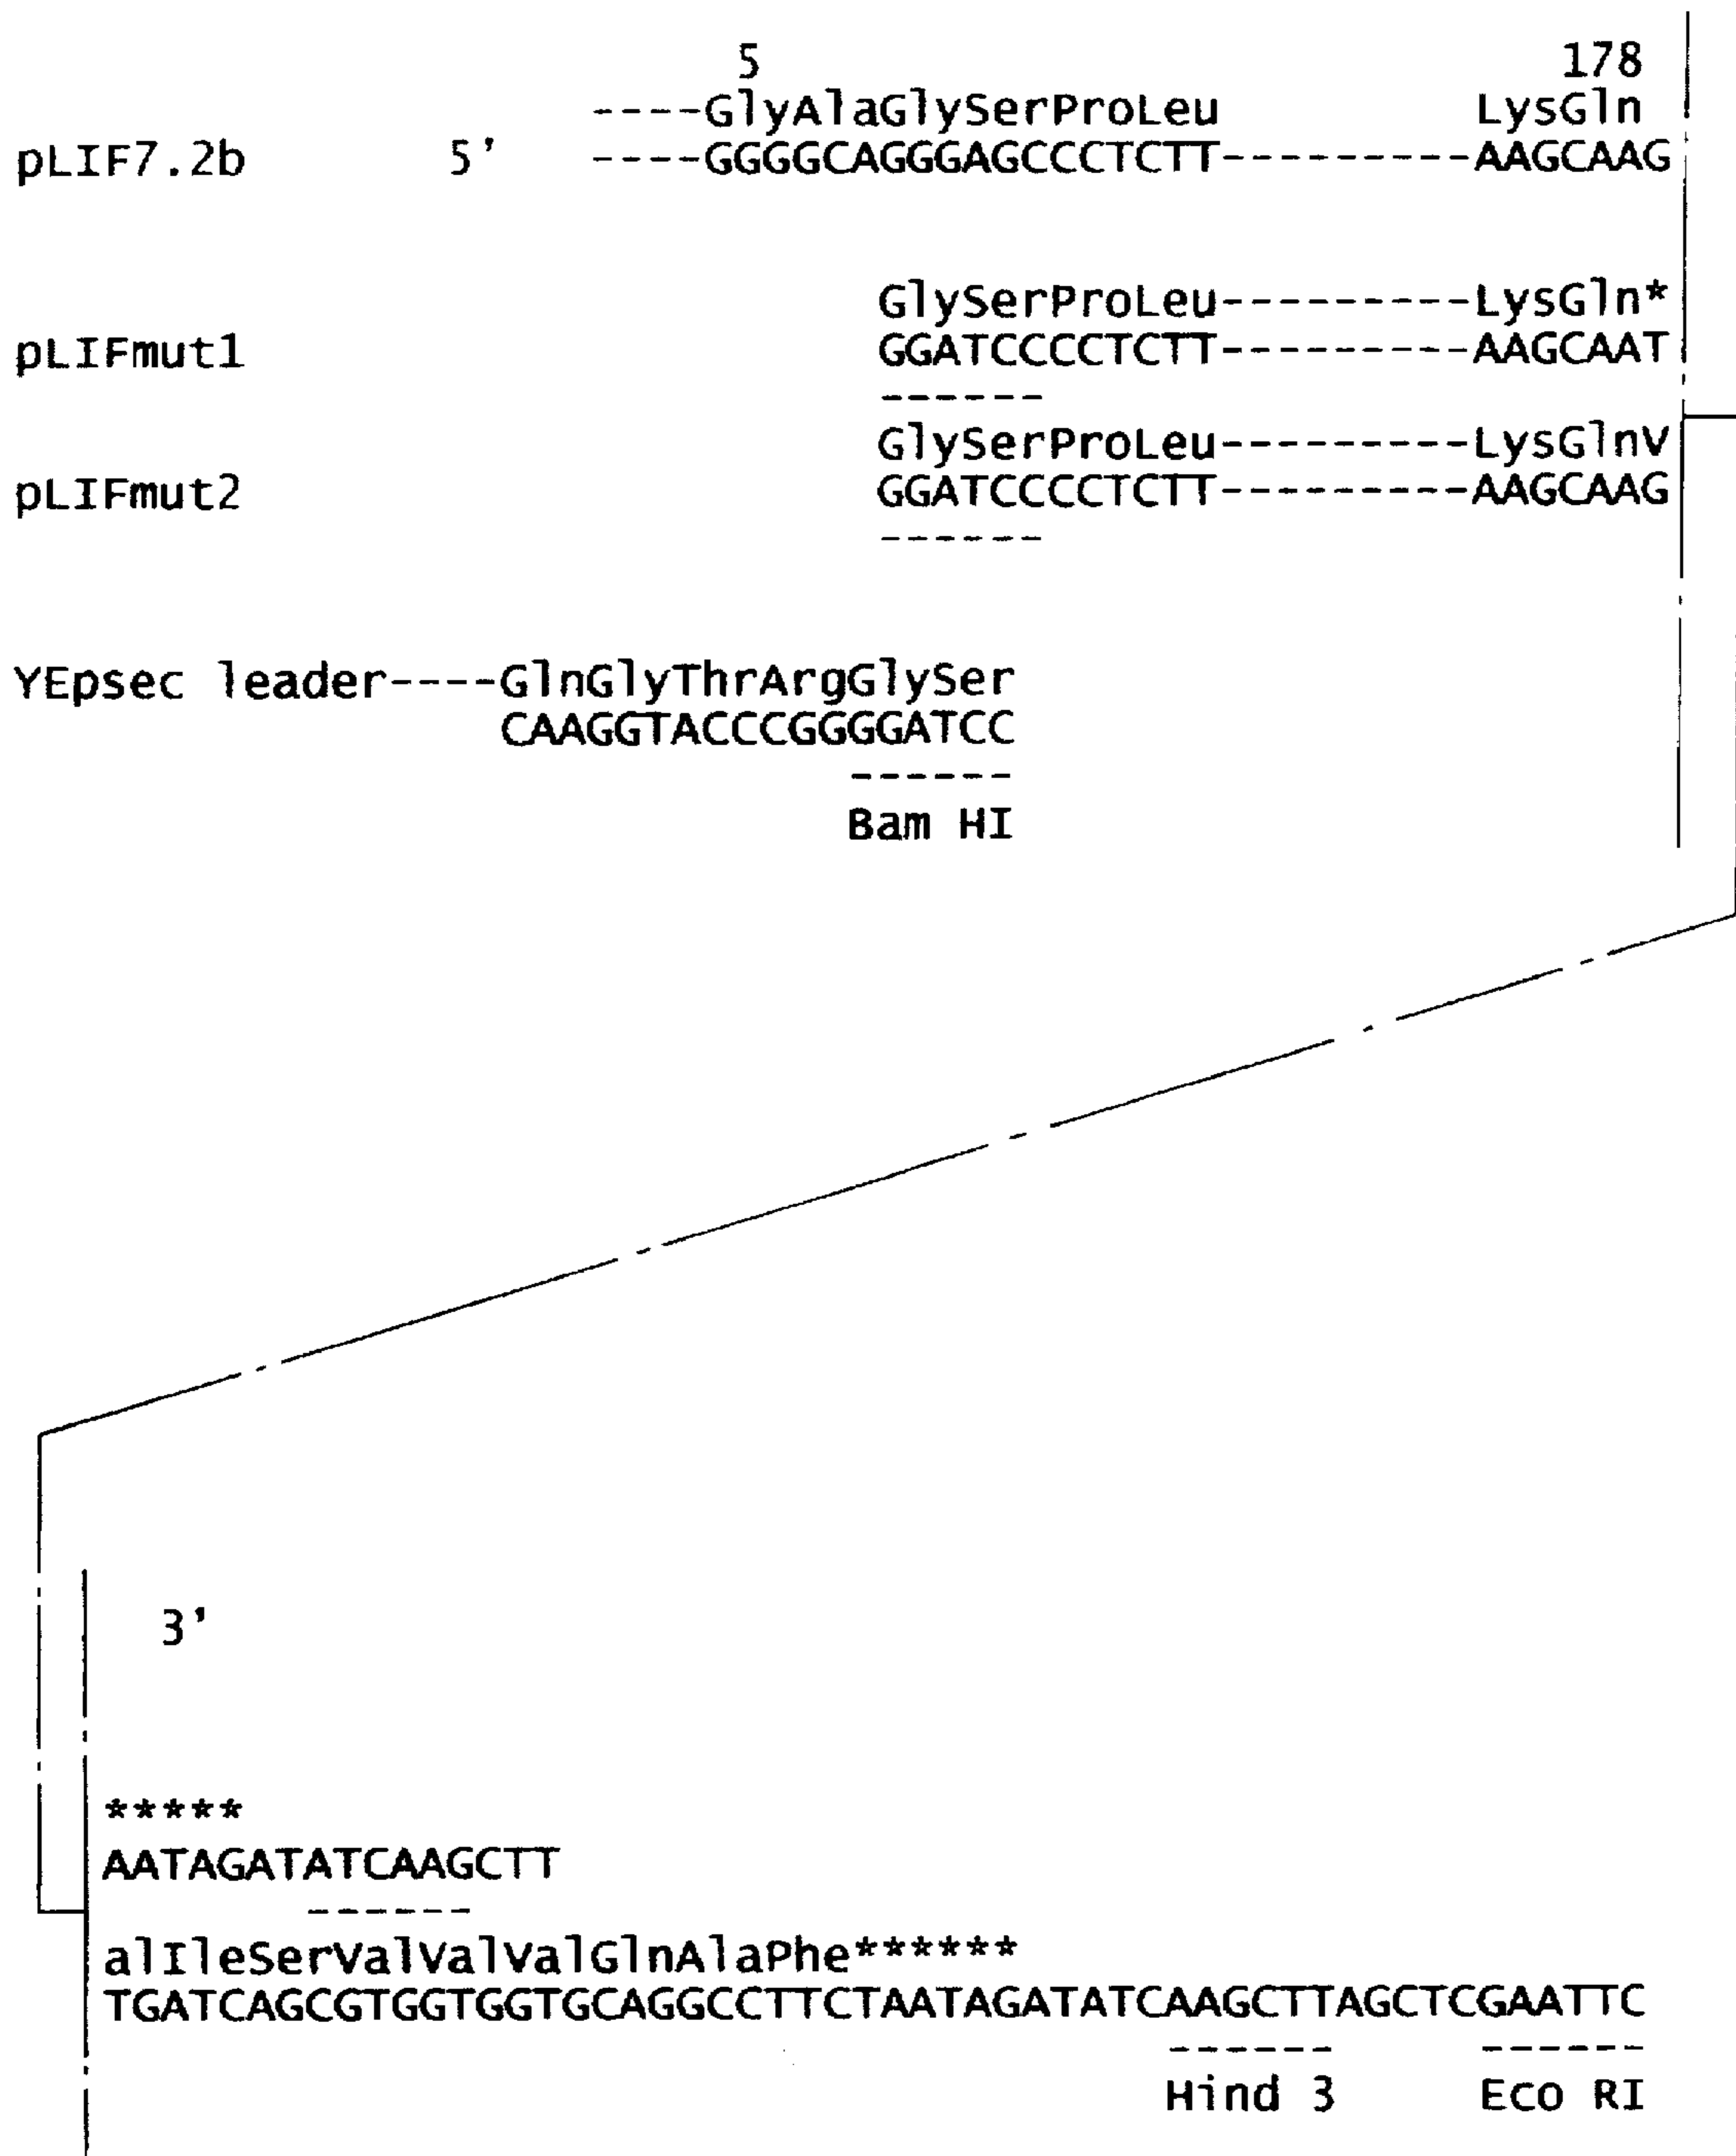 5 178
----GlyAlaGlySerProLeu LysGln
pLIF7.2b 5' ----GGGGCAGGGAGCCCTCTT---------AAGCAAG
GlySerProLeu---------LysGln*
pLIFmut1 GGATCCCCTCTT---------AAGCAAT
------
GlySerProLeu---------LysGlnV
pLIFmut2 GGATCCCCTCTT---------AAGCAAG
------
YEpsec leader----GlnGlyThrArgGlySer
CAAGGTACCCGGGGATCC
------
Bam HI
3'
*****
AATAGATATCAAGCTT
------
alIleSerValValValGlnAlaPhe******
TGATCAGCGTGGTGGTGCAGGCCTTCTAATAGATATCAAGCTTAGCTCGAATTC
------ ------
Hind 3 Eco RI